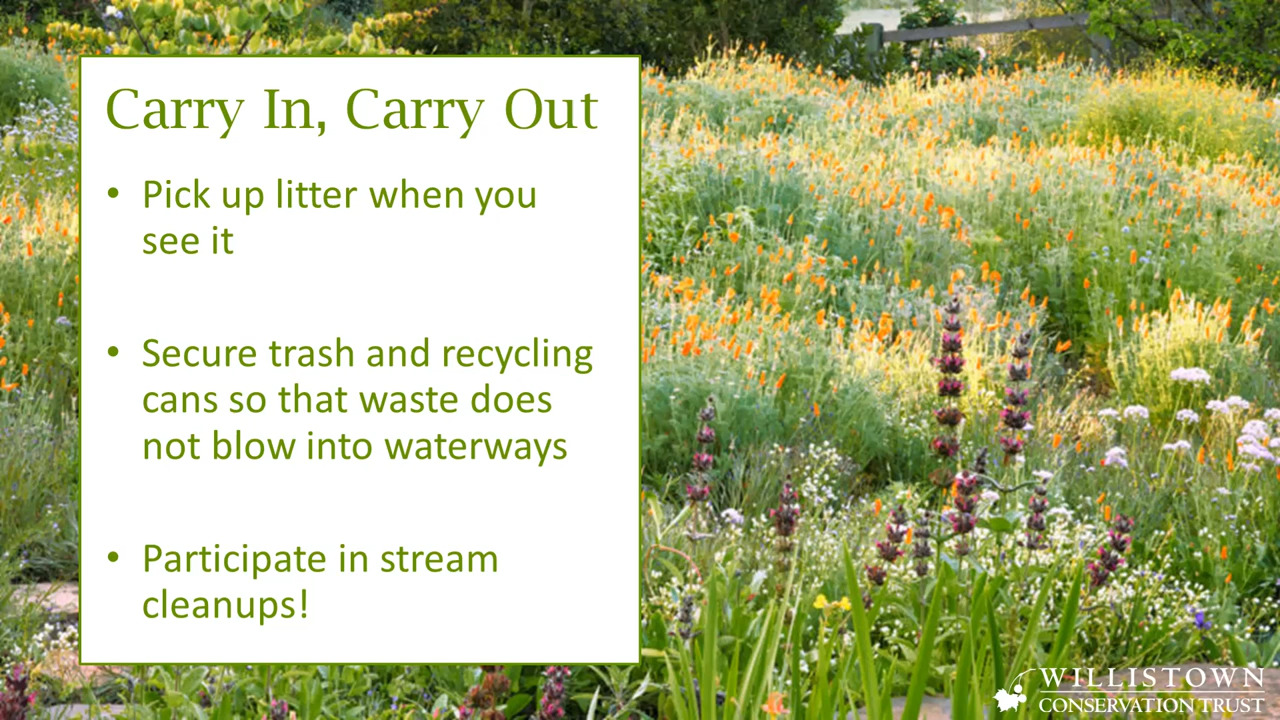 Carry In, Carry Out
• Pick up litter when you
see it
• Secure trash and recycling
cans so that waste does
not blow into waterways
• Participate in stream
cleanups!
WILLISTOWN
CONSERVATION TRUST